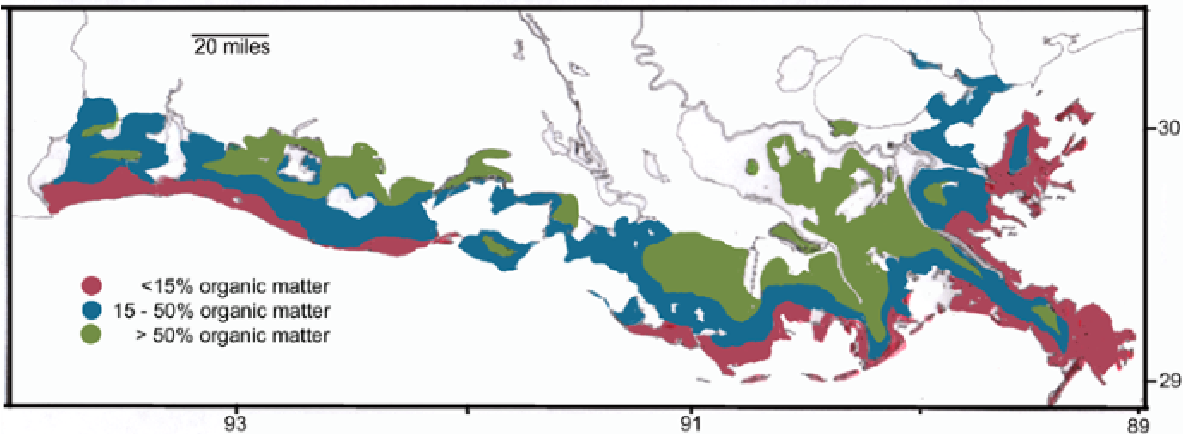 20 miles
30
<15% organic matter
15 - 50% organic matter
> 50% organic matter
29
93
91
89